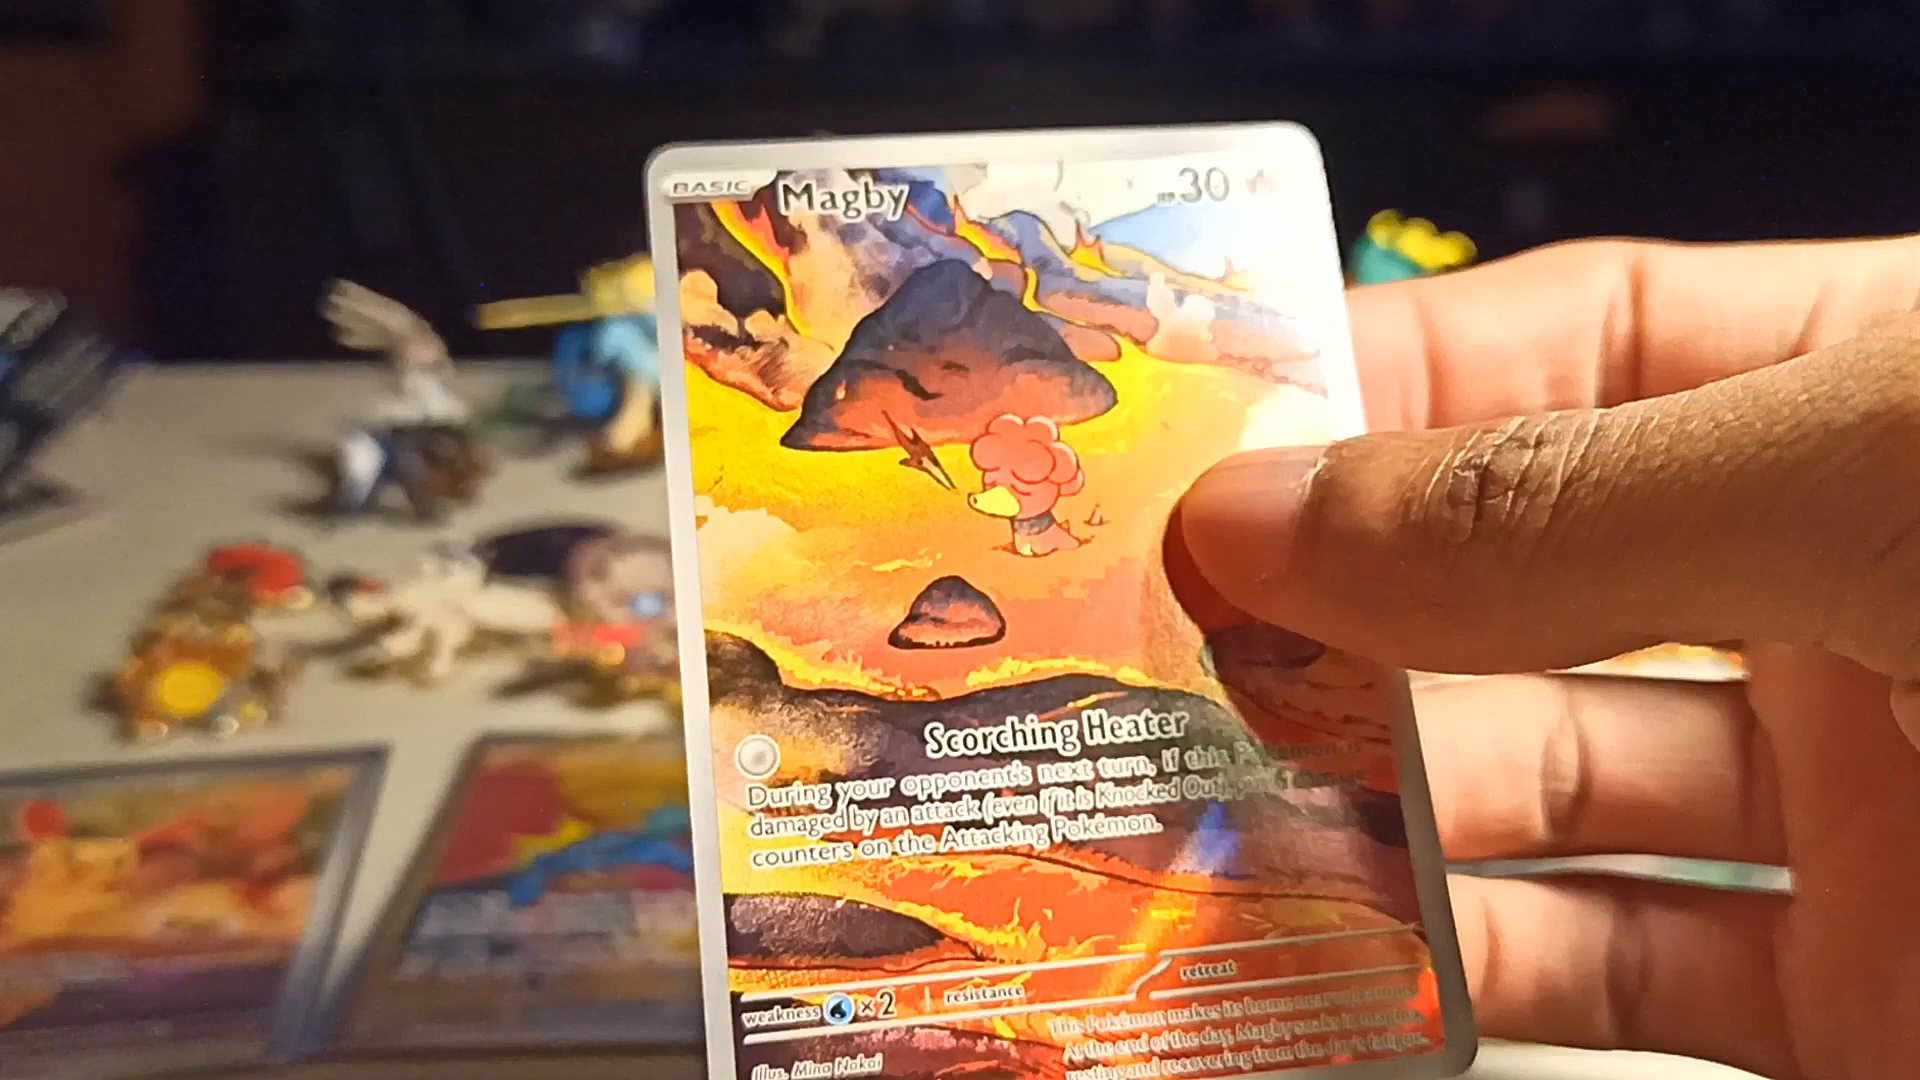 BASIC Magby HP 30
Scorching Heater
During your opponent's next turn, if this Pokémon is
damaged by an attack (even if it is Knocked Out), put 6 damage
counters on the Attacking Pokémon.
weakness ×2 resistance retreat
This Pokémon makes its home near volcanoes.
At the end of the day, Magby soaks in magma,
resting and recovering from the day's fatigue.
Illus. Mina Nakai